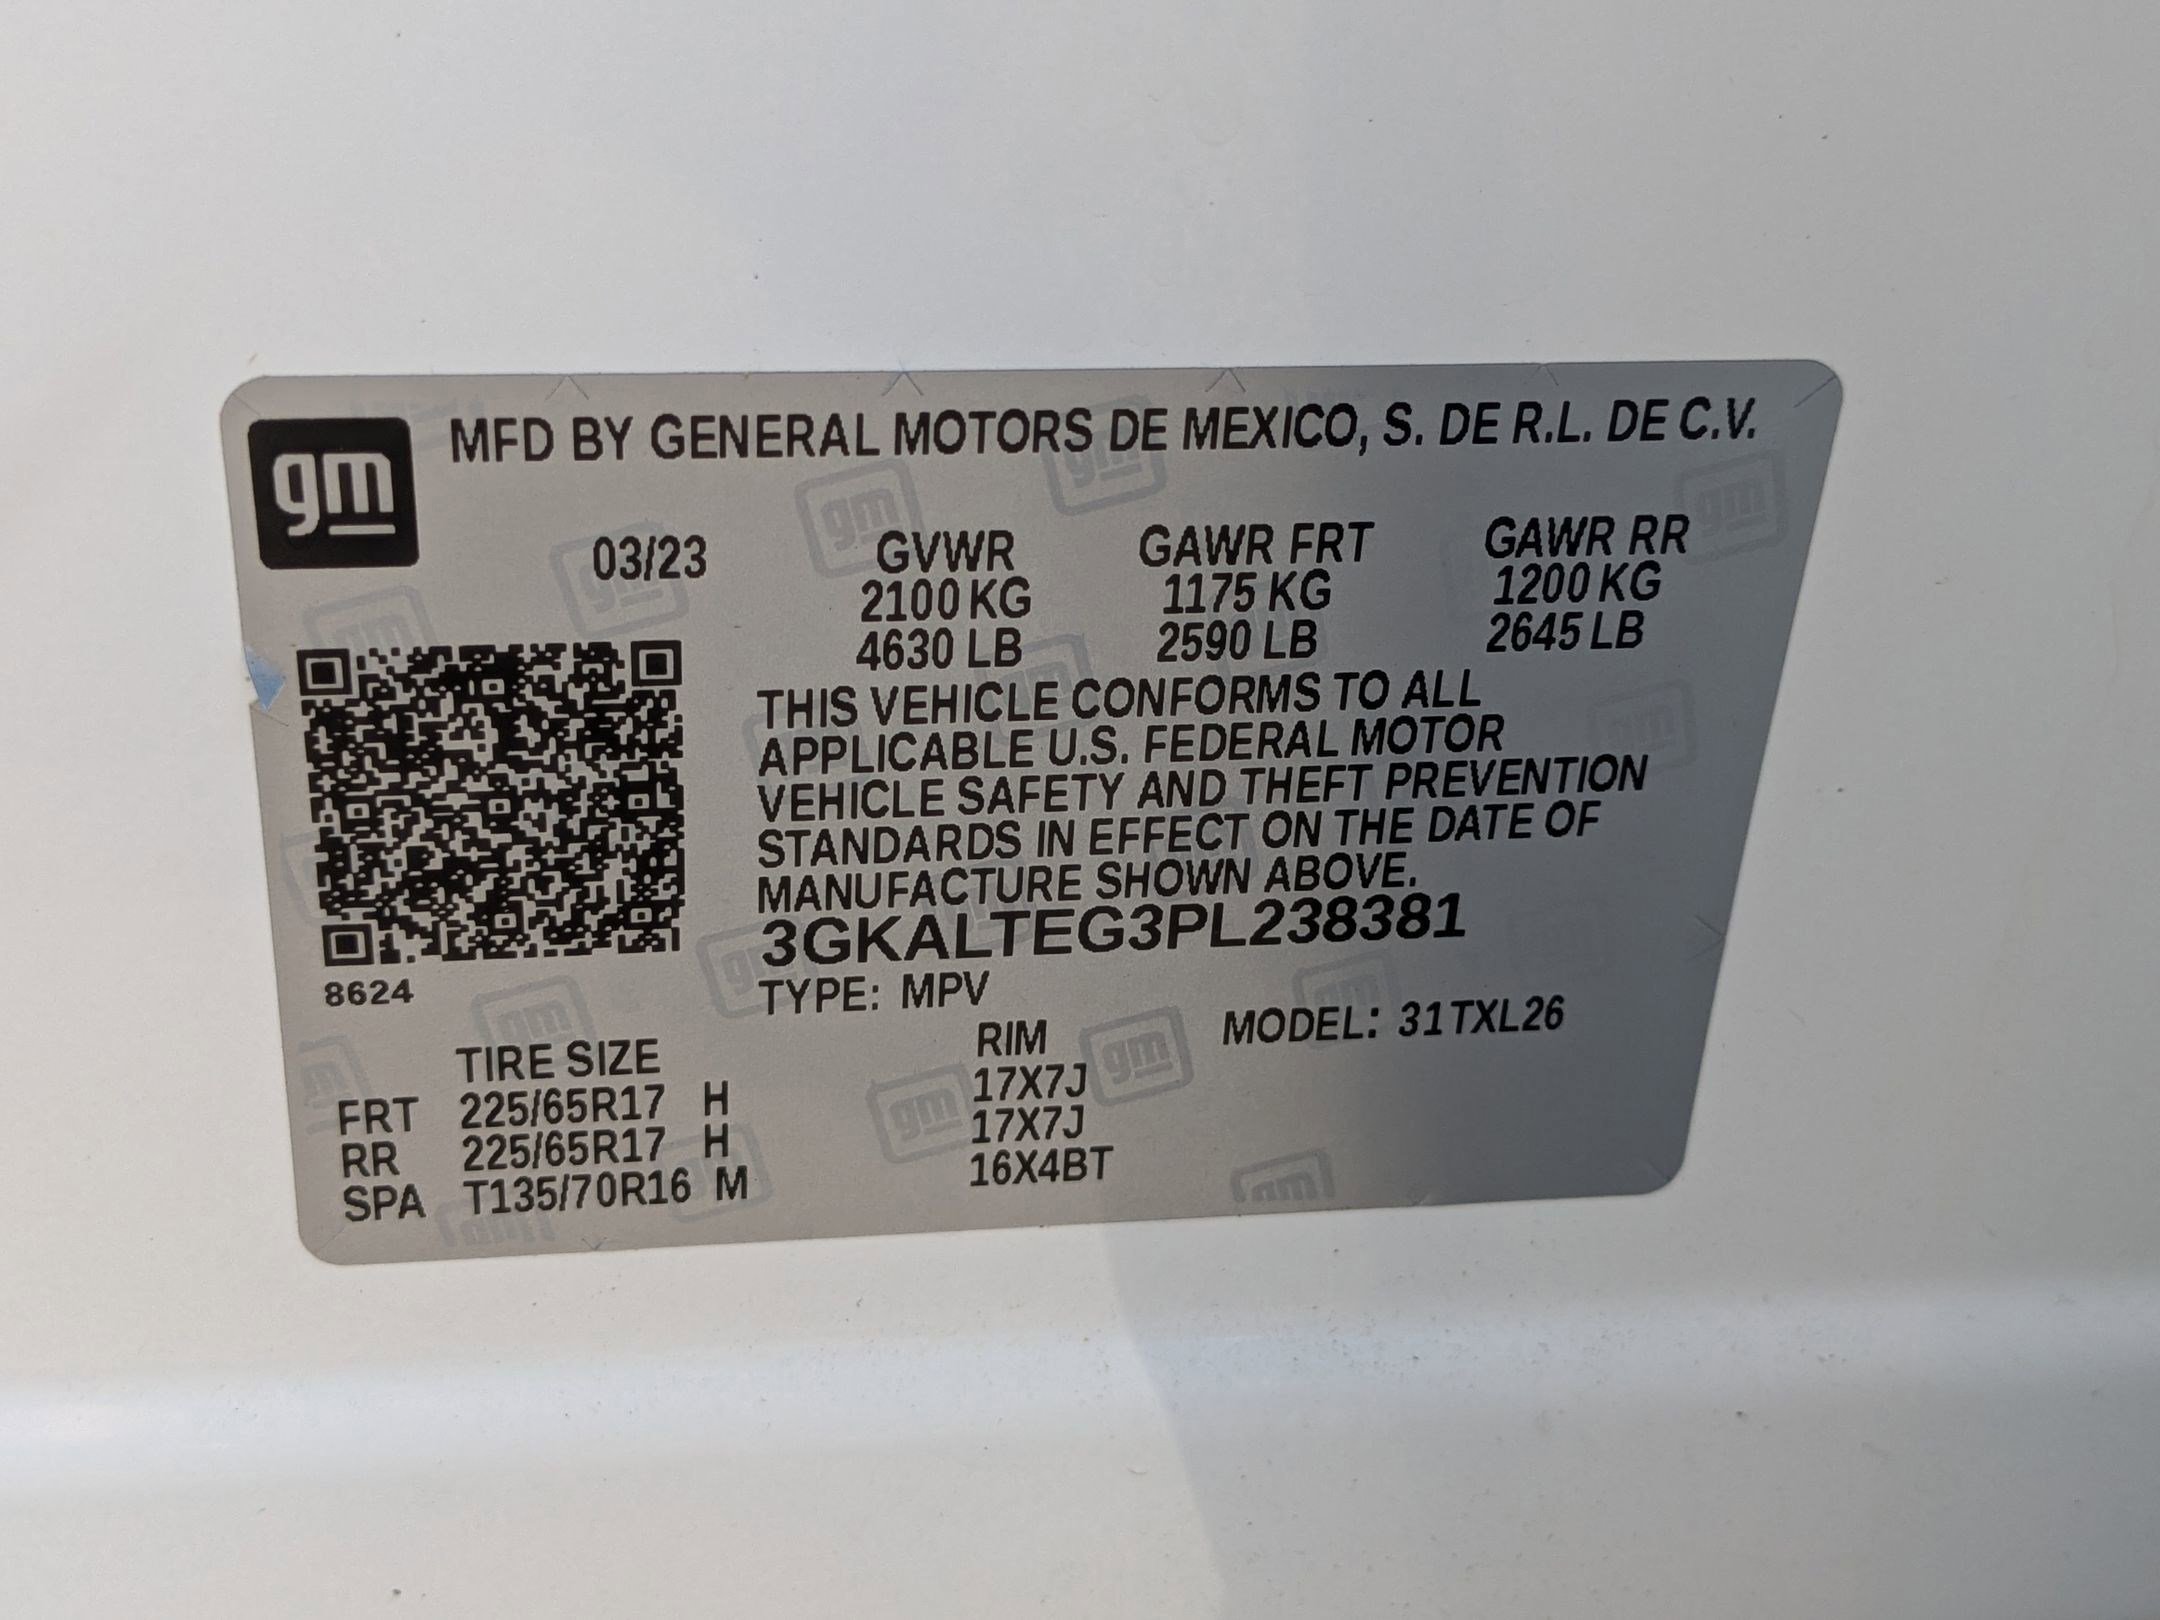 gm
MFD BY GENERAL MOTORS DE MEXICO, S. DE R.L. DE C.V.
03/23 GVWR GAWR FRT GAWR RR
2100 KG 1175 KG 1200 KG
4630 LB 2590 LB 2645 LB
THIS VEHICLE CONFORMS TO ALL
APPLICABLE U.S. FEDERAL MOTOR
VEHICLE SAFETY AND THEFT PREVENTION
STANDARDS IN EFFECT ON THE DATE OF
MANUFACTURE SHOWN ABOVE.
3GKALTEG3PL238381
8624
TYPE: MPV MODEL: 31TXL26
TIRE SIZE RIM
FRT 225/65R17 H 17X7J
RR 225/65R17 H 17X7J
SPA T135/70R16 M 16X4BT